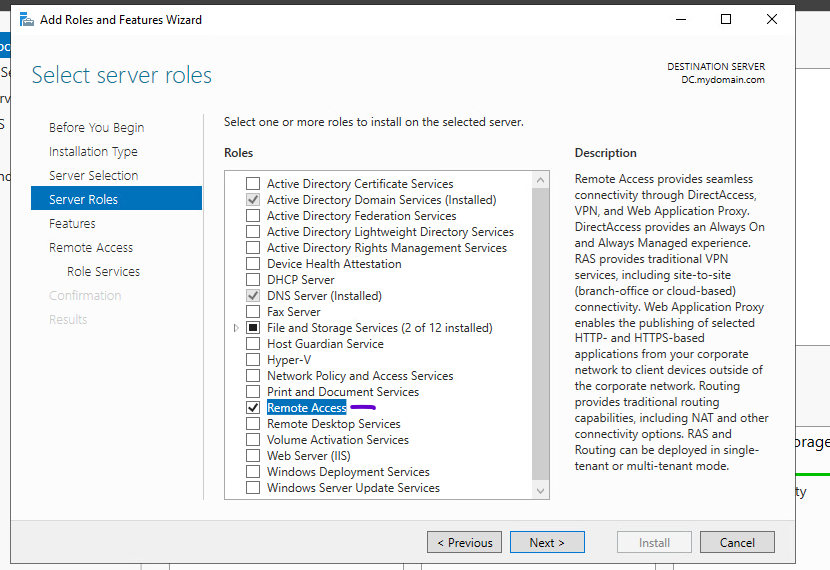 Add Roles and Features Wizard
Select server roles
DESTINATION SERVER
DC.mydomain.com
Before You Begin
Installation Type
Server Selection
Server Roles
Features
Remote Access
Role Services
Confirmation
Results
Select one or more roles to install on the selected server.
Roles
Active Directory Certificate Services
Active Directory Domain Services (Installed)
Active Directory Federation Services
Active Directory Lightweight Directory Services
Active Directory Rights Management Services
Device Health Attestation
DHCP Server
DNS Server (Installed)
Fax Server
File and Storage Services (2 of 12 installed)
Host Guardian Service
Hyper-V
Network Policy and Access Services
Print and Document Services
Remote Access
Remote Desktop Services
Volume Activation Services
Web Server (IIS)
Windows Deployment Services
Windows Server Update Services
Description
Remote Access provides seamless
connectivity through DirectAccess,
VPN, and Web Application Proxy.
DirectAccess provides an Always On
and Always Managed experience.
RAS provides traditional VPN
services, including site-to-site
(branch-office or cloud-based)
connectivity. Web Application Proxy
enables the publishing of selected
HTTP- and HTTPS-based
applications from your corporate
network to client devices outside of
the corporate network. Routing
provides traditional routing
capabilities, including NAT and other
connectivity options. RAS and
Routing can be deployed in single-
tenant or multi-tenant mode.
< Previous
Next >
Install
Cancel